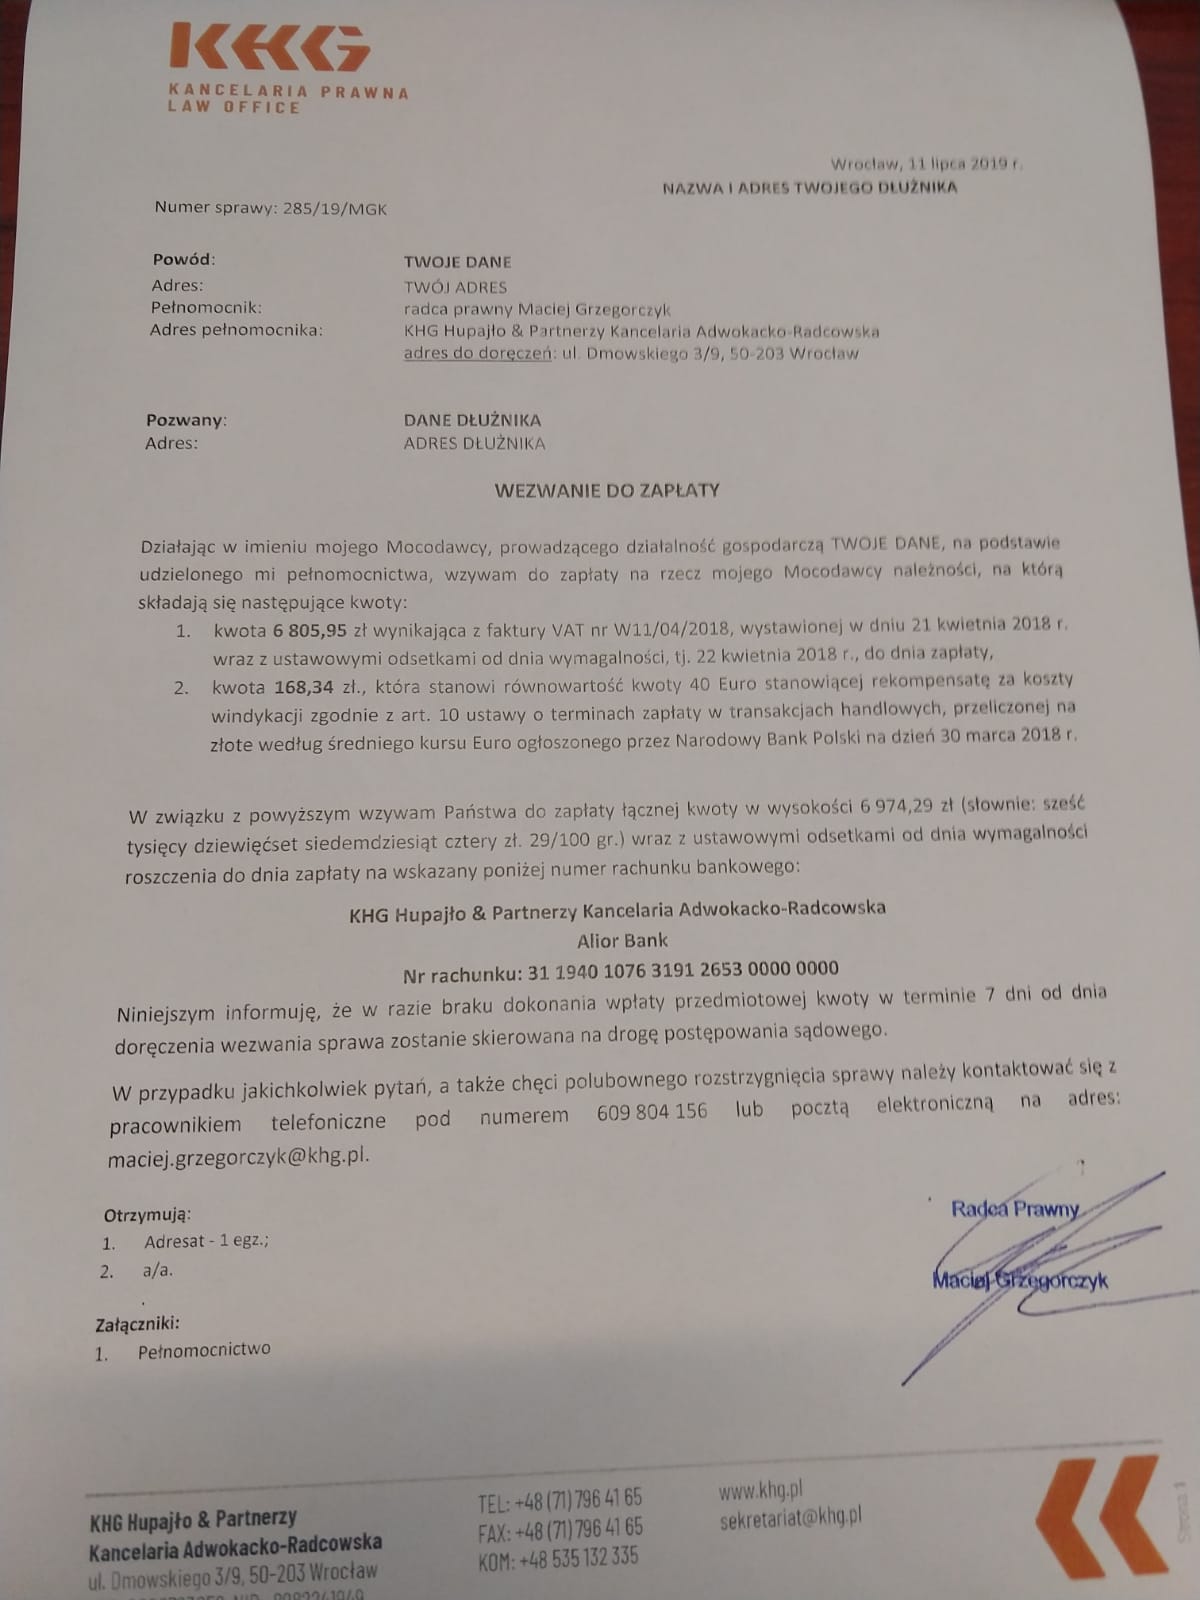 KHG
KANCELARIA PRAWNA
LAW OFFICE
Wrocław, 11 lipca 2019 r.
NAZWA I ADRES TWOJEGO DŁUŻNIKA
Numer sprawy: 285/19/MGK
Powód: TWOJE DANE
Adres: TWÓJ ADRES
Pełnomocnik: radca prawny Maciej Grzegorczyk
Adres pełnomocnika: KHG Hupajło & Partnerzy Kancelaria Adwokacko-Radcowska
adres do doręczeń: ul. Dmowskiego 3/9, 50-203 Wrocław
Pozwany: DANE DŁUŻNIKA
Adres: ADRES DŁUŻNIKA
WEZWANIE DO ZAPŁATY
Działając w imieniu mojego Mocodawcy, prowadzącego działalność gospodarczą TWOJE DANE, na podstawie
udzielonego mi pełnomocnictwa, wzywam do zapłaty na rzecz mojego Mocodawcy należności, na którą
składają się następujące kwoty:
1. kwota 6 805,95 zł wynikająca z faktury VAT nr W11/04/2018, wystawionej w dniu 21 kwietnia 2018 r.
wraz z ustawowymi odsetkami od dnia wymagalności, tj. 22 kwietnia 2018 r., do dnia zapłaty,
2. kwota 168,34 zł., która stanowi równowartość kwoty 40 Euro stanowiącej rekompensatę za koszty
windykacji zgodnie z art. 10 ustawy o terminach zapłaty w transakcjach handlowych, przeliczonej na
złote według średniego kursu Euro ogłoszonego przez Narodowy Bank Polski na dzień 30 marca 2018 r.
W związku z powyższym wzywam Państwa do zapłaty łącznej kwoty w wysokości 6 974,29 zł (słownie: sześć
tysięcy dziewięćset siedemdziesiąt cztery zł. 29/100 gr.) wraz z ustawowymi odsetkami od dnia wymagalności
roszczenia do dnia zapłaty na wskazany poniżej numer rachunku bankowego:
KHG Hupajło & Partnerzy Kancelaria Adwokacko-Radcowska
Alior Bank
Nr rachunku: 31 1940 1076 3191 2653 0000 0000
Niniejszym informuję, że w razie braku dokonania wpłaty przedmiotowej kwoty w terminie 7 dni od dnia
doręczenia wezwania sprawa zostanie skierowana na drogę postępowania sądowego.
W przypadku jakichkolwiek pytań, a także chęci polubownego rozstrzygnięcia sprawy należy kontaktować się z
pracownikiem telefoniczne pod numerem 609 804 156 lub pocztą elektroniczną na adres:
maciej.grzegorczyk@khg.pl.
Otrzymują:
1. Adresat - 1 egz.;
2. a/a.
Radca Prawny
Maciej Grzegorczyk
Załączniki:
1. Pełnomocnictwo
KHG Hupajło & Partnerzy
Kancelaria Adwokacko-Radcowska
ul. Dmowskiego 3/9, 50-203 Wrocław
TEL: +48 (71) 796 41 65
FAX: +48 (71) 796 41 65
KOM: +48 535 132 335
www.khg.pl
sekretariat@khg.pl
Strona 1